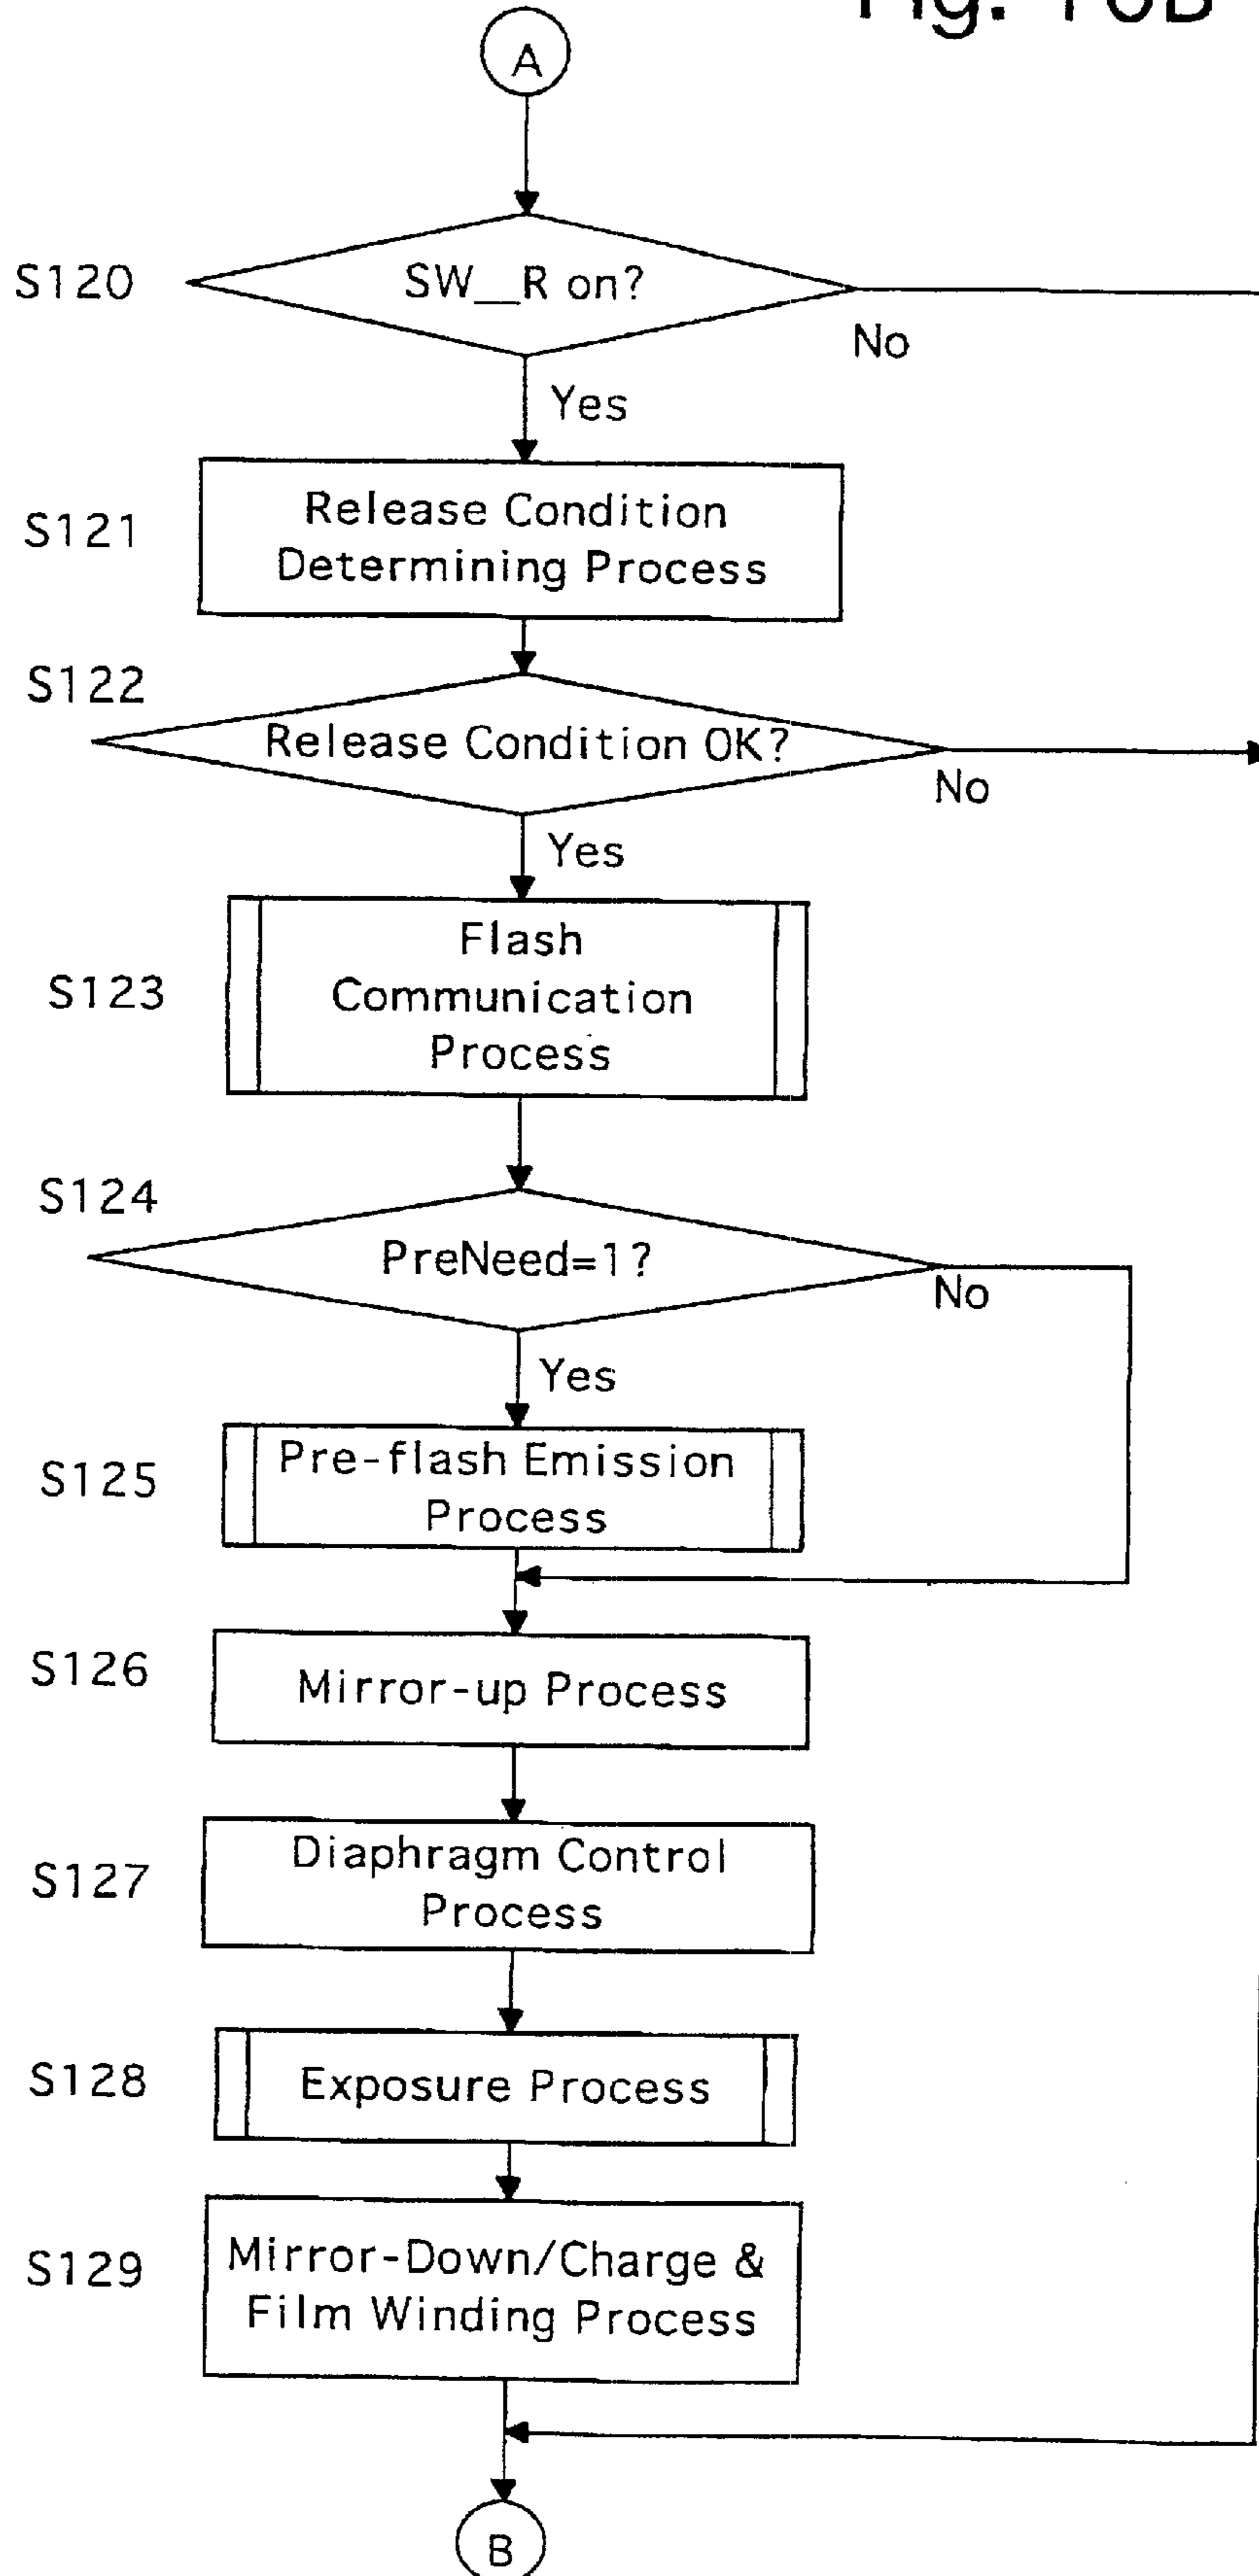 A
S120
SW__R on?
No
Yes
S121
Release Condition
Determining Process
S122
Release Condition OK?
No
Yes
S123
Flash
Communication
Process
S124
PreNeed=1?
No
Yes
S125
Pre-flash Emission
Process
S126
Mirror-up Process
S127
Diaphragm Control
Process
S128
Exposure Process
S129
Mirror-Down/Charge &
Film Winding Process
B